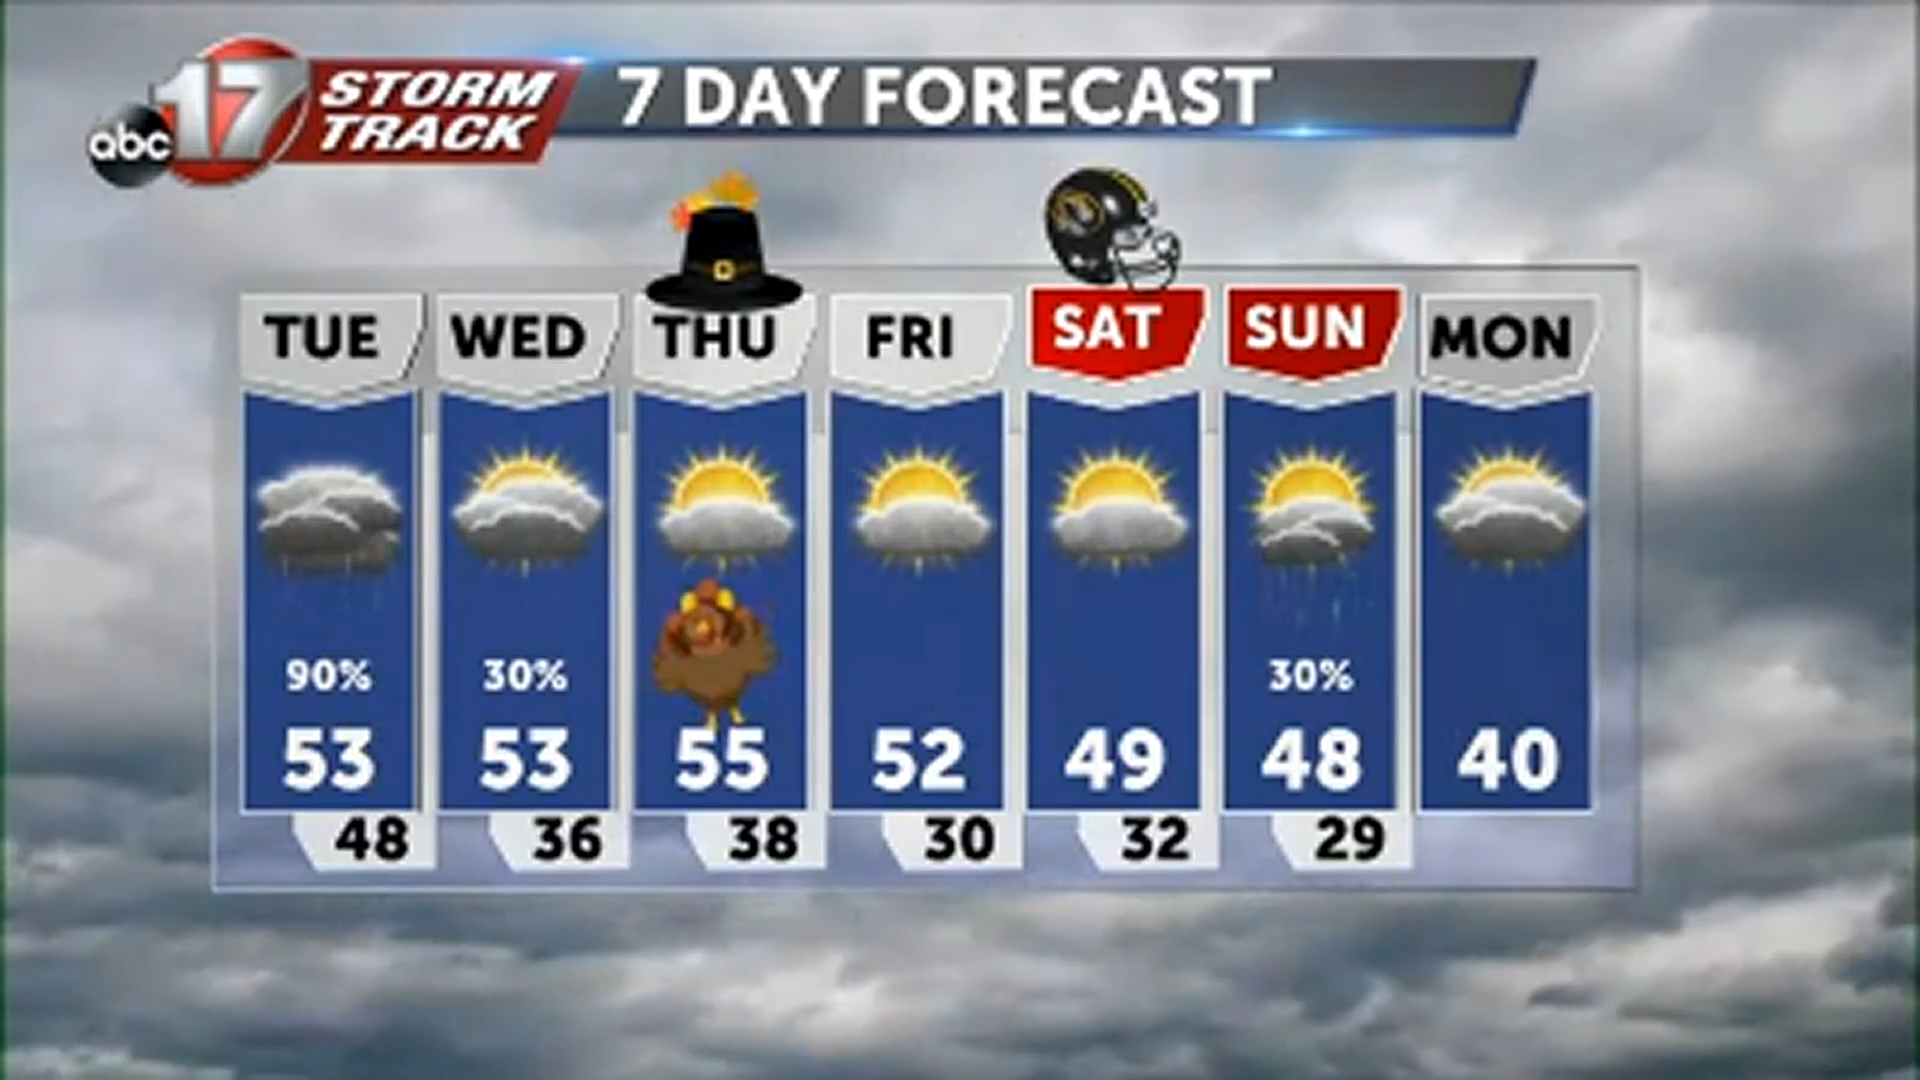 abc 17 STORM TRACK
7 DAY FORECAST
TUE WED THU FRI SAT SUN MON
90% 30% 30%
53 53 55 52 49 48 40
48 36 38 30 32 29